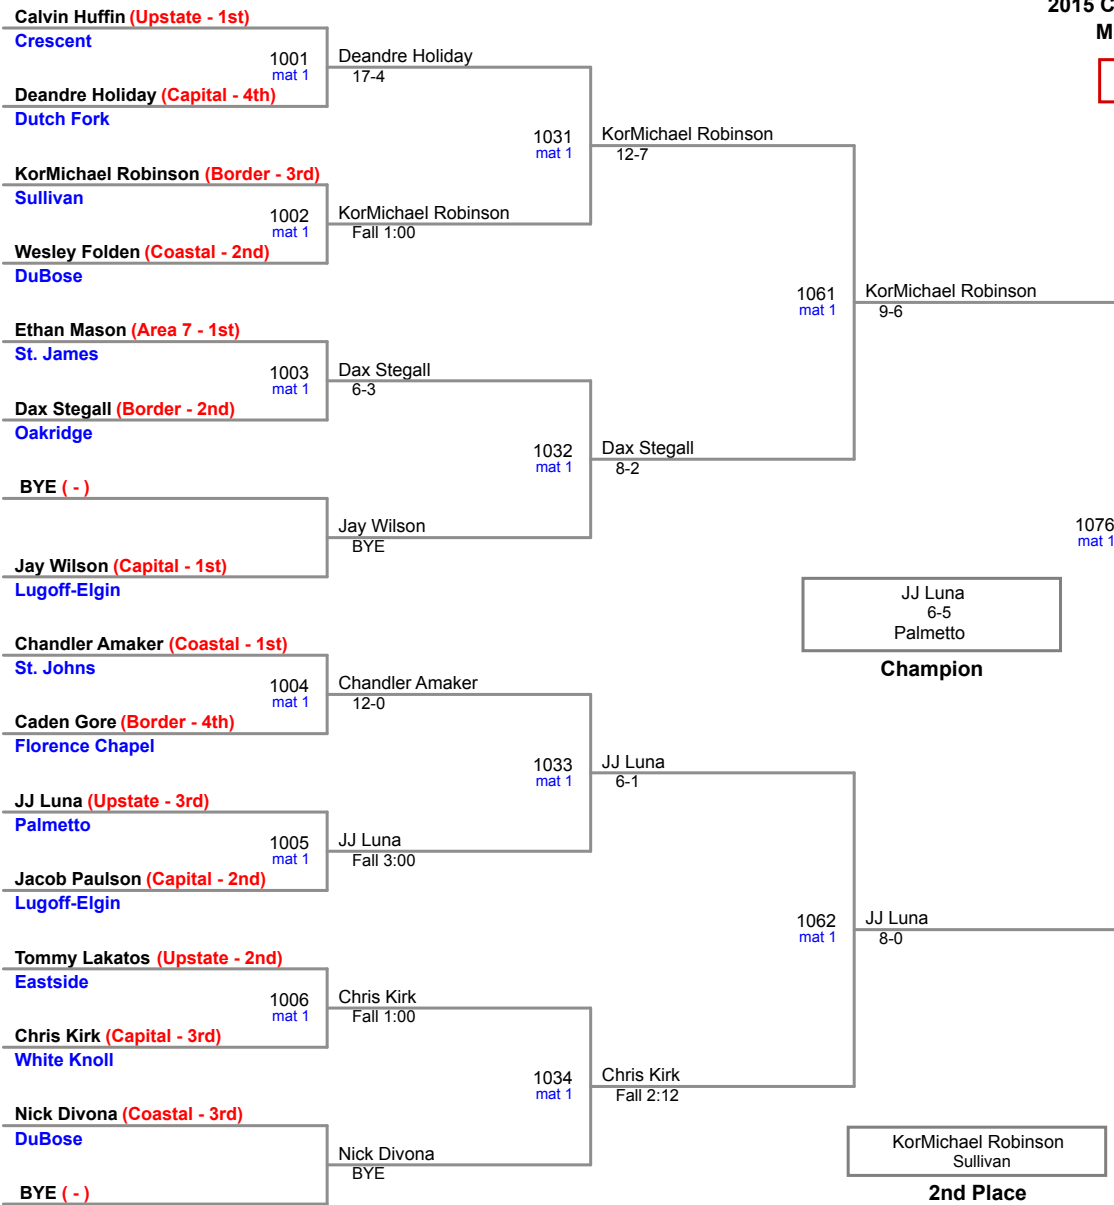 2015 C
M
Calvin Huffin (Upstate - 1st)
Crescent
1001
mat 1
Deandre Holiday
17-4
Deandre Holiday (Capital - 4th)
Dutch Fork
1031
mat 1
KorMichael Robinson
12-7
KorMichael Robinson (Border - 3rd)
Sullivan
1002
mat 1
KorMichael Robinson
Fall 1:00
Wesley Folden (Coastal - 2nd)
DuBose
1061
mat 1
KorMichael Robinson
9-6
Ethan Mason (Area 7 - 1st)
St. James
1003
mat 1
Dax Stegall
6-3
Dax Stegall (Border - 2nd)
Oakridge
1032
mat 1
Dax Stegall
8-2
BYE ( - )
Jay Wilson
BYE
1076
mat 1
Jay Wilson (Capital - 1st)
Lugoff-Elgin
JJ Luna
6-5
Palmetto
Champion
Chandler Amaker (Coastal - 1st)
St. Johns
1004
mat 1
Chandler Amaker
12-0
Caden Gore (Border - 4th)
Florence Chapel
1033
mat 1
JJ Luna
6-1
JJ Luna (Upstate - 3rd)
Palmetto
1005
mat 1
JJ Luna
Fall 3:00
Jacob Paulson (Capital - 2nd)
Lugoff-Elgin
1062
mat 1
JJ Luna
8-0
Tommy Lakatos (Upstate - 2nd)
Eastside
1006
mat 1
Chris Kirk
Fall 1:00
Chris Kirk (Capital - 3rd)
White Knoll
1034
mat 1
Chris Kirk
Fall 2:12
Nick Divona (Coastal - 3rd)
DuBose
Nick Divona
BYE
BYE ( - )
KorMichael Robinson
Sullivan
2nd Place